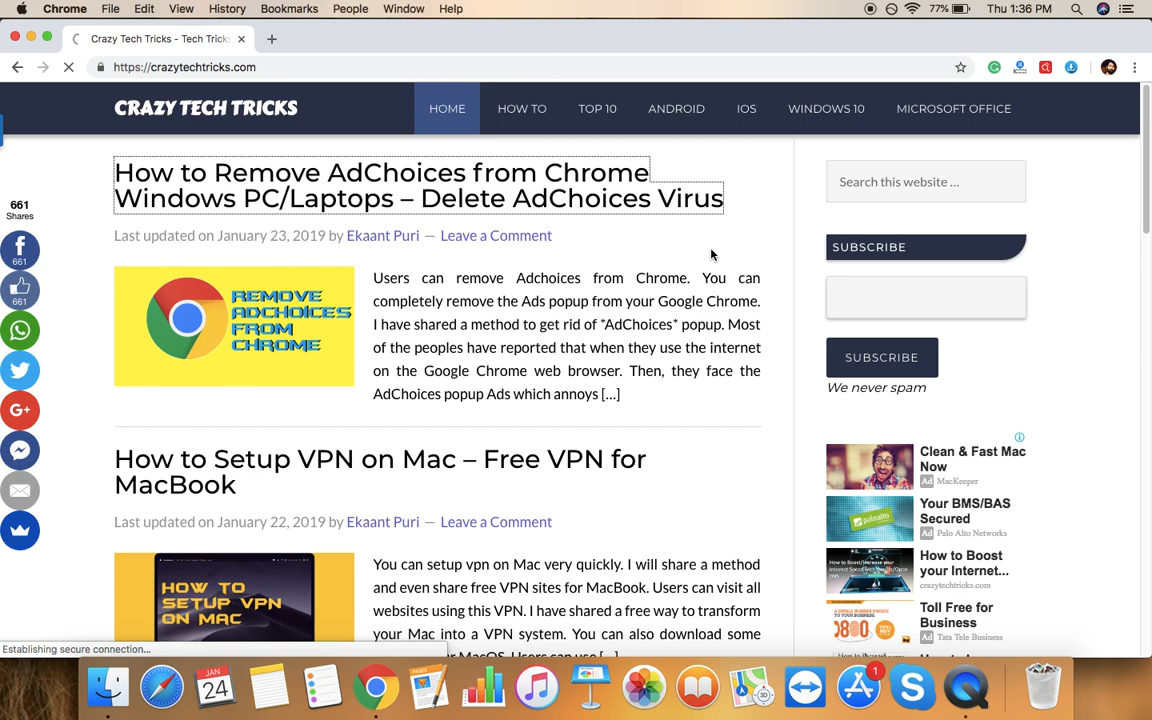 Chrome File Edit View History Bookmarks People Window Help 77% Thu 1:36 PM
Crazy Tech Tricks - Tech Trick
https://crazytechtricks.com
CRAZY TECH TRICKS
HOME HOW TO TOP 10 ANDROID IOS WINDOWS 10 MICROSOFT OFFICE
How to Remove AdChoices from Chrome
Windows PC/Laptops – Delete AdChoices Virus
Last updated on January 23, 2019 by Ekaant Puri — Leave a Comment
REMOVE
ADCHOICES
FROM
CHROME
Users can remove Adchoices from Chrome. You can
completely remove the Ads popup from your Google Chrome.
I have shared a method to get rid of *AdChoices* popup. Most
of the peoples have reported that when they use the internet
on the Google Chrome web browser. Then, they face the
AdChoices popup Ads which annoys [...]
How to Setup VPN on Mac – Free VPN for
MacBook
Last updated on January 22, 2019 by Ekaant Puri — Leave a Comment
HOW TO
SETUP VPN
ON MAC
You can setup vpn on Mac very quickly. I will share a method
and even share free VPN sites for MacBook. Users can visit all
websites using this VPN. I have shared a free way to transform
your Mac into a VPN system. You can also download some
661
Shares
661
661
Search this website ...
SUBSCRIBE
SUBSCRIBE
We never spam
Clean & Fast Mac
Now
Ad MacKeeper
paloalto
Your BMS/BAS
Secured
Ad Palo Alto Networks
How to Boost
your Internet...
crazytechtricks.com
Toll Free for
Business
Ad Tata Tele Business
Establishing secure connection...
JAN
24
3D
1